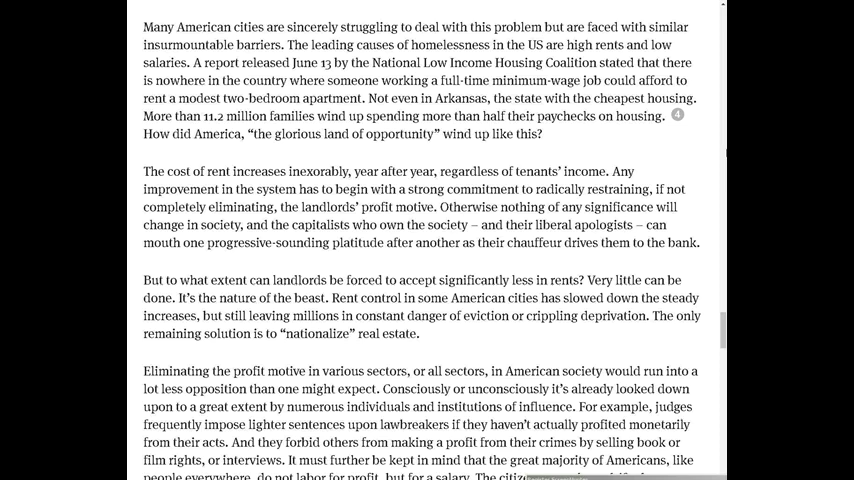 Many American cities are sincerely struggling to deal with this problem but are faced with similar
insurmountable barriers. The leading causes of homelessness in the US are high rents and low
salaries. A report released June 13 by the National Low Income Housing Coalition stated that there
is nowhere in the country where someone working a full-time minimum-wage job could afford to
rent a modest two-bedroom apartment. Not even in Arkansas, the state with the cheapest housing.
More than 11.2 million families wind up spending more than half their paychecks on housing. 4
How did America, “the glorious land of opportunity” wind up like this?
The cost of rent increases inexorably, year after year, regardless of tenants’ income. Any
improvement in the system has to begin with a strong commitment to radically restraining, if not
completely eliminating, the landlords’ profit motive. Otherwise nothing of any significance will
change in society, and the capitalists who own the society – and their liberal apologists – can
mouth one progressive-sounding platitude after another as their chauffeur drives them to the bank.
But to what extent can landlords be forced to accept significantly less in rents? Very little can be
done. It’s the nature of the beast. Rent control in some American cities has slowed down the steady
increases, but still leaving millions in constant danger of eviction or crippling deprivation. The only
remaining solution is to “nationalize” real estate.
Eliminating the profit motive in various sectors, or all sectors, in American society would run into a
lot less opposition than one might expect. Consciously or unconsciously it’s already looked down
upon to a great extent by numerous individuals and institutions of influence. For example, judges
frequently impose lighter sentences upon lawbreakers if they haven’t actually profited monetarily
from their acts. And they forbid others from making a profit from their crimes by selling book or
film rights, or interviews. It must further be kept in mind that the great majority of Americans, like
people everywhere, do not labor for profit, but for a salary. The